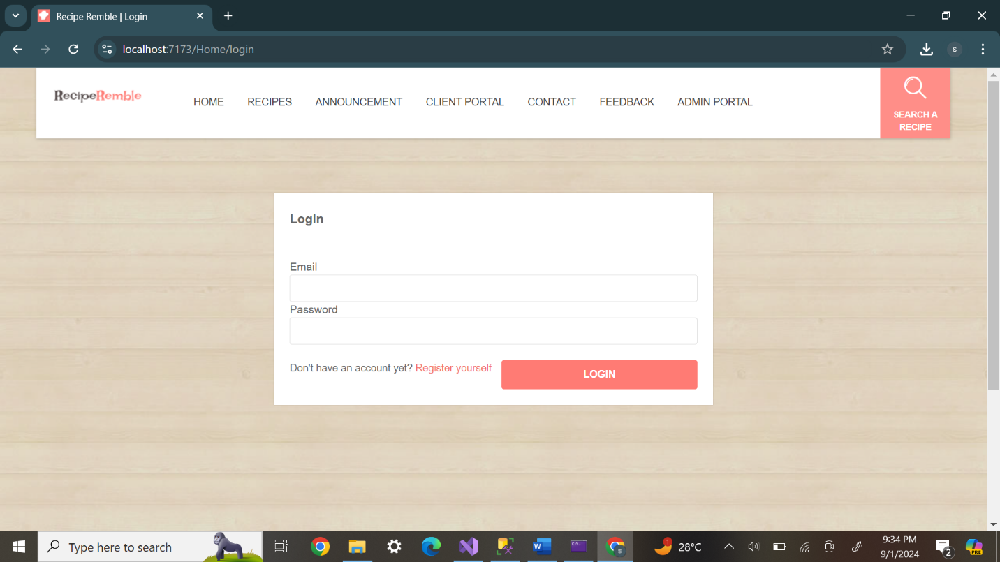 Recipe Remble | Login
localhost:7173/Home/login
S
RecipeRemble
HOME
RECIPES
ANNOUNCEMENT
CLIENT PORTAL
CONTACT
FEEDBACK
ADMIN PORTAL
SEARCH A
RECIPE
Login
Email
Password
Don't have an account yet? Register yourself
LOGIN
Type here to search
1
28°C
9:34 PM
9/1/2024
2
PRE